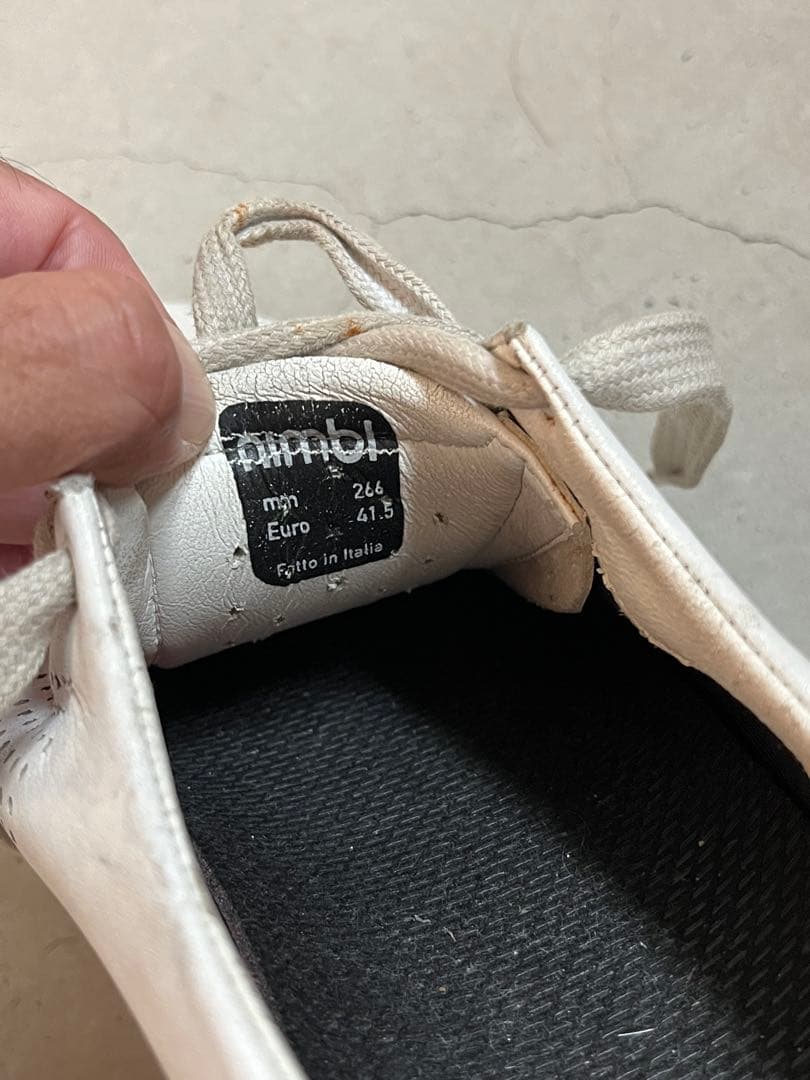 nimbl
mm 266
Euro 41.5
Fatto in Italia